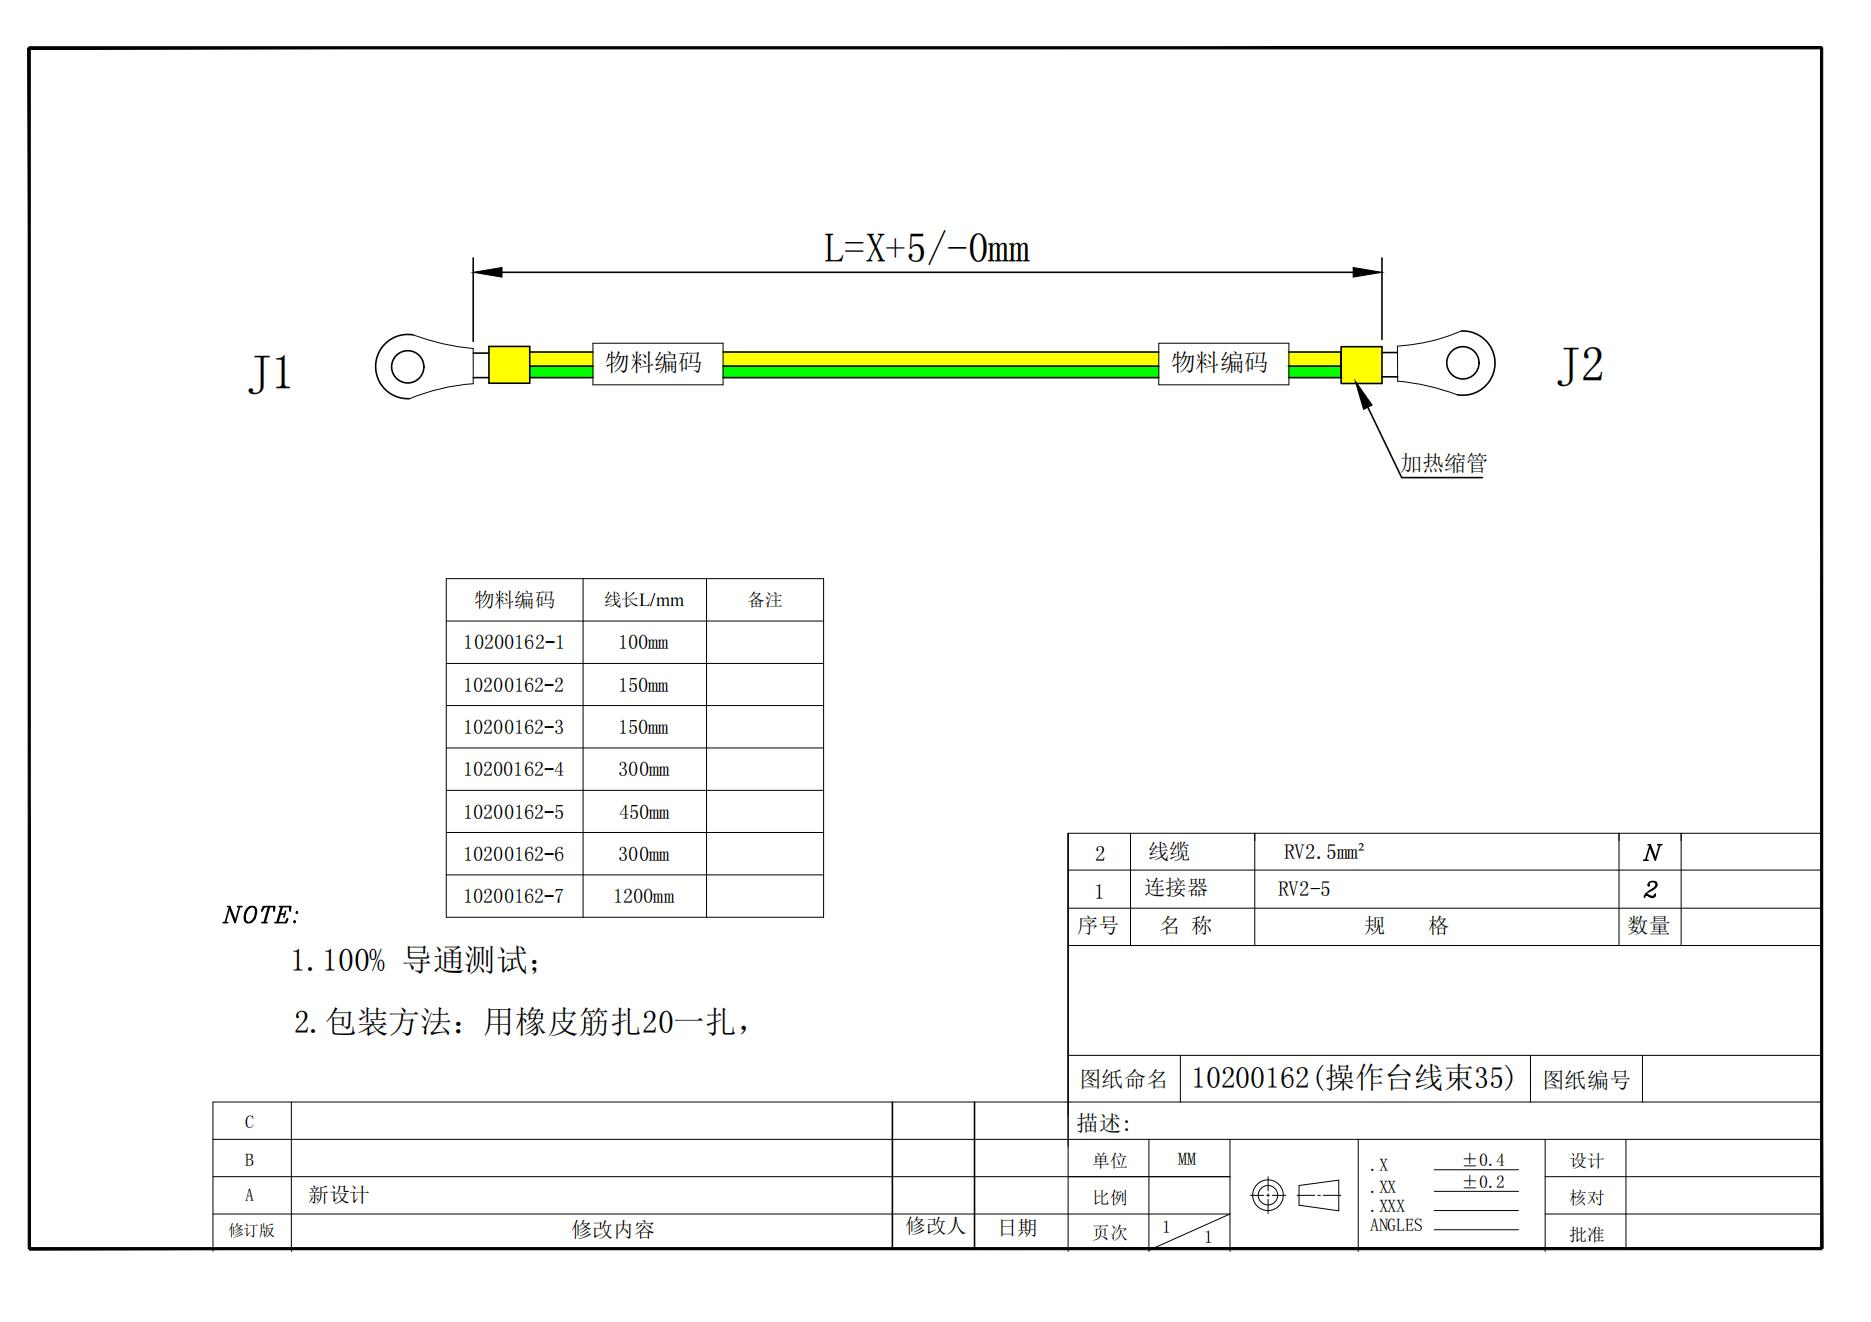 L=X+5/-0mm
J1
物料编码
物料编码
J2
加热缩管
物料编码 线长L/mm 备注
10200162-1 100mm
10200162-2 150mm
10200162-3 150mm
10200162-4 300mm
10200162-5 450mm
10200162-6 300mm
10200162-7 1200mm
NOTE:
1.100% 导通测试；
2.包装方法：用橡皮筋扎20一扎，
2 线缆 RV2.5mm² N
1 连接器 RV2-5 2
序号 名 称 规 格 数量
图纸命名 10200162(操作台线束35) 图纸编号
描述:
C
B
A 新设计
修订版 修改内容 修改人 日期
单位 MM
比例
页次 1 1
.X ±0.4
.XX ±0.2
.XXX
ANGLES
设计
核对
批准